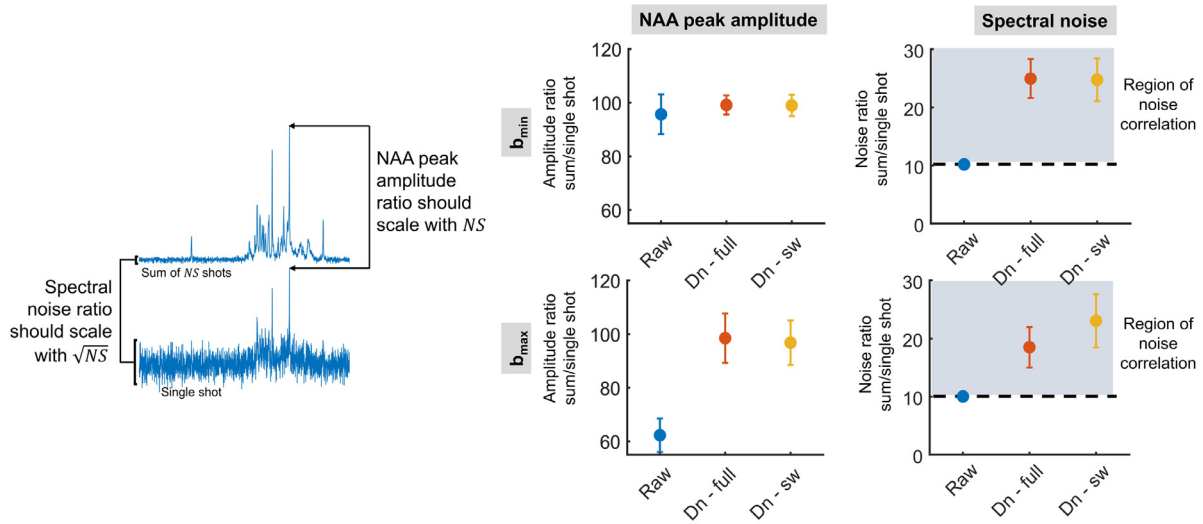 NAA peak
amplitude
ratio should
scale with NS
Sum of NS shots
Spectral
noise ratio
should scale
with √NS
Single shot
NAA peak amplitude
Spectral noise
b_min
Amplitude ratio
sum/single shot
120
100
80
60
Raw
Dn - full
Dn - sw
Noise ratio
sum/single shot
30
20
10
0
Raw
Dn - full
Dn - sw
Region of
noise
correlation
b_max
Amplitude ratio
sum/single shot
120
100
80
60
Raw
Dn - full
Dn - sw
Noise ratio
sum/single shot
30
20
10
0
Raw
Dn - full
Dn - sw
Region of
noise
correlation